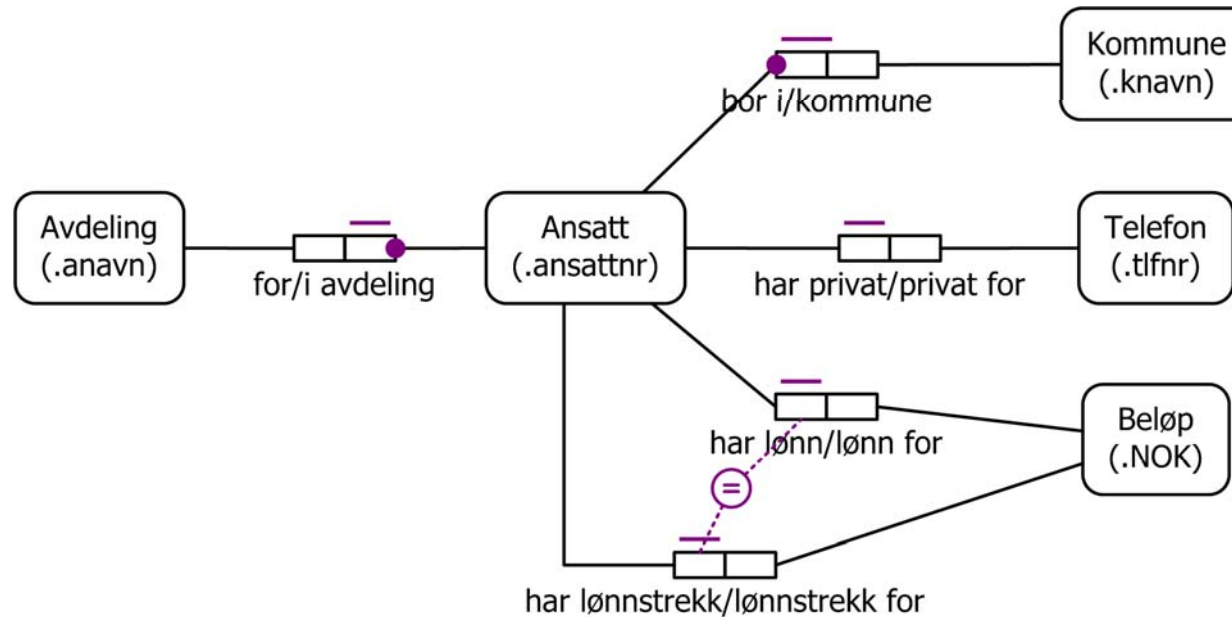 Kommune
(.knavn)
bor i/kommune
Avdeling
(.anavn)
for/i avdeling
Ansatt
(.ansattnr)
har privat/privat for
Telefon
(.tlfnr)
har lønn/lønn for
Beløp
(.NOK)
=
har lønnstrekk/lønnstrekk for